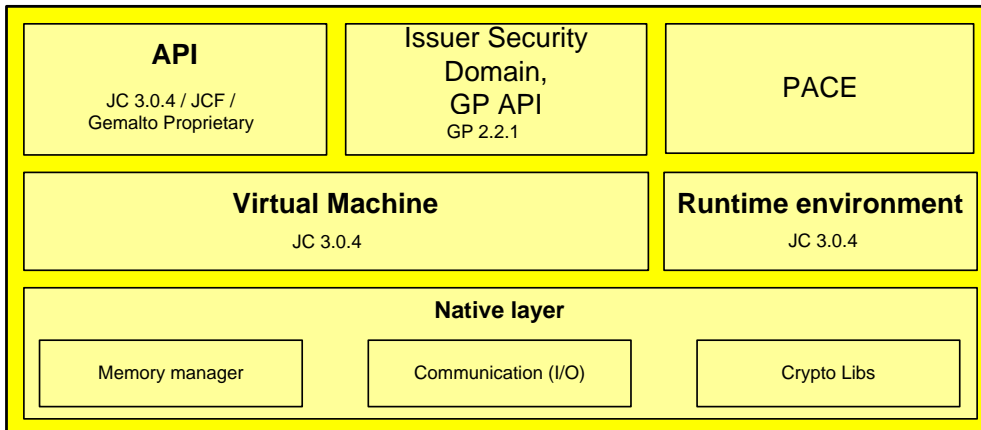 API
JC 3.0.4 / JCF /
Gemalto Proprietary
Issuer Security
Domain,
GP API
GP 2.2.1
PACE
Virtual Machine
JC 3.0.4
Runtime environment
JC 3.0.4
Native layer
Memory manager
Communication (I/O)
Crypto Libs